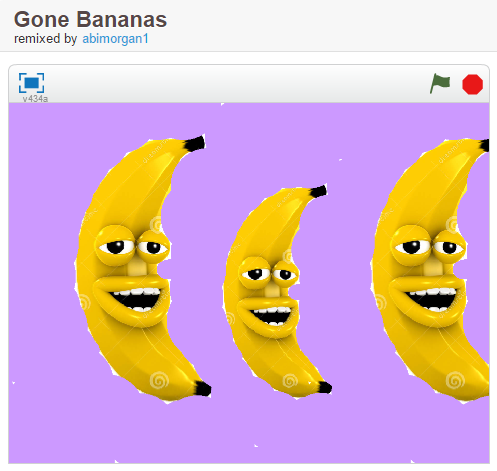 Gone Bananas
remixed by abimorgan1
v434a